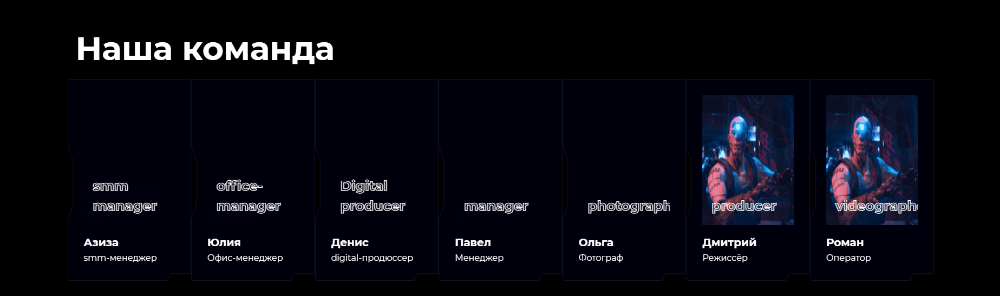 Наша команда
smm
manager
Азиза
smm-менеджер
office-
manager
Юлия
Офис-менеджер
Digital
producer
Денис
digital-продюссер
manager
Павел
Менеджер
photograph
Ольга
Фотограф
producer
Дмитрий
Режиссёр
videographe
Роман
Оператор